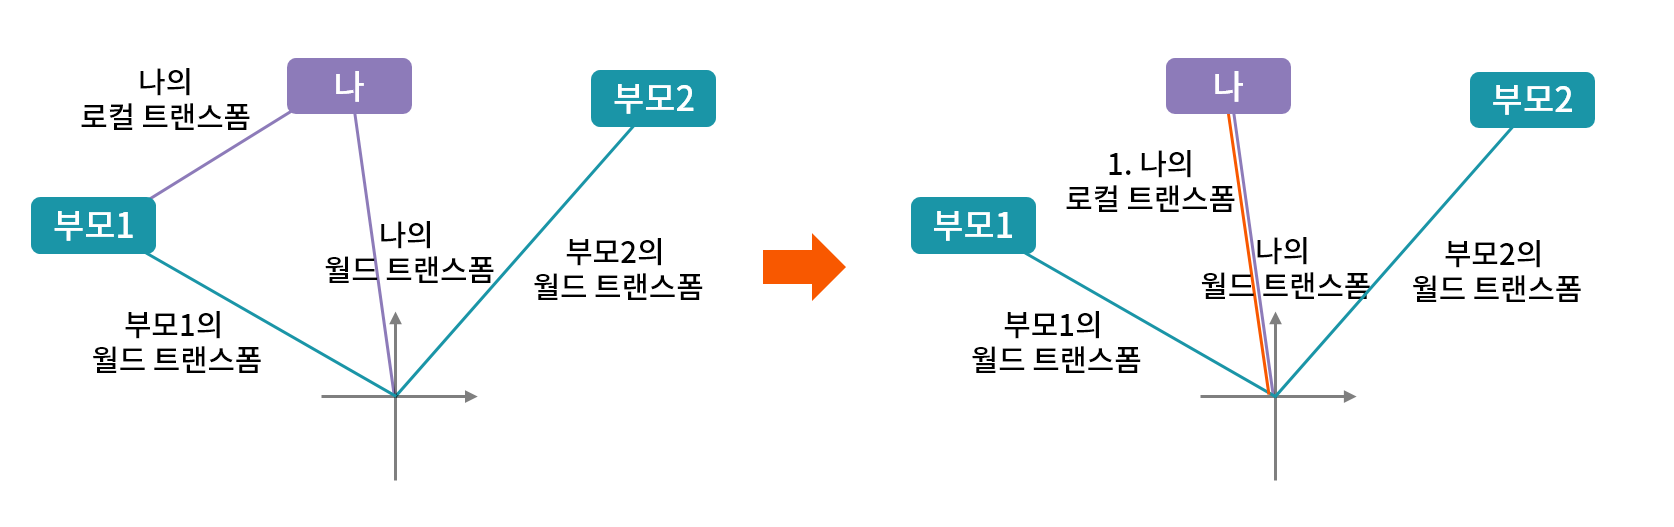 나의
로컬 트랜스폼
나
부모2
부모1
나의
월드 트랜스폼
부모2의
월드 트랜스폼
부모1의
월드 트랜스폼
나
부모2
1. 나의
로컬 트랜스폼
부모1
나의
월드 트랜스폼
부모2의
월드 트랜스폼
부모1의
월드 트랜스폼